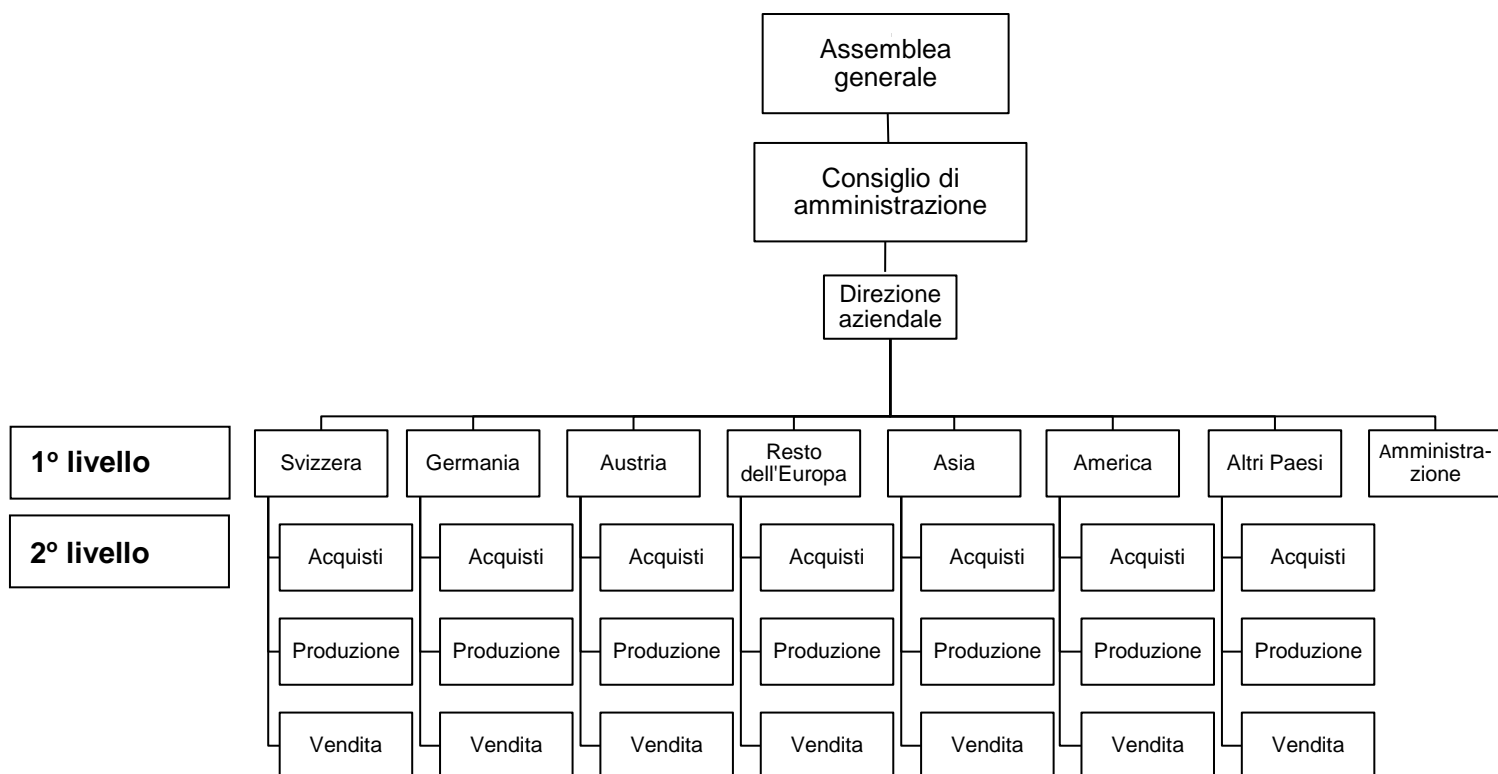 Assemblea
generale
Consiglio di
amministrazione
Direzione
aziendale
1º livello
Svizzera
Germania
Austria
Resto
dell'Europa
Asia
America
Altri Paesi
Amministra-
zione
2º livello
Acquisti
Acquisti
Acquisti
Acquisti
Acquisti
Acquisti
Acquisti
Produzione
Produzione
Produzione
Produzione
Produzione
Produzione
Produzione
Vendita
Vendita
Vendita
Vendita
Vendita
Vendita
Vendita